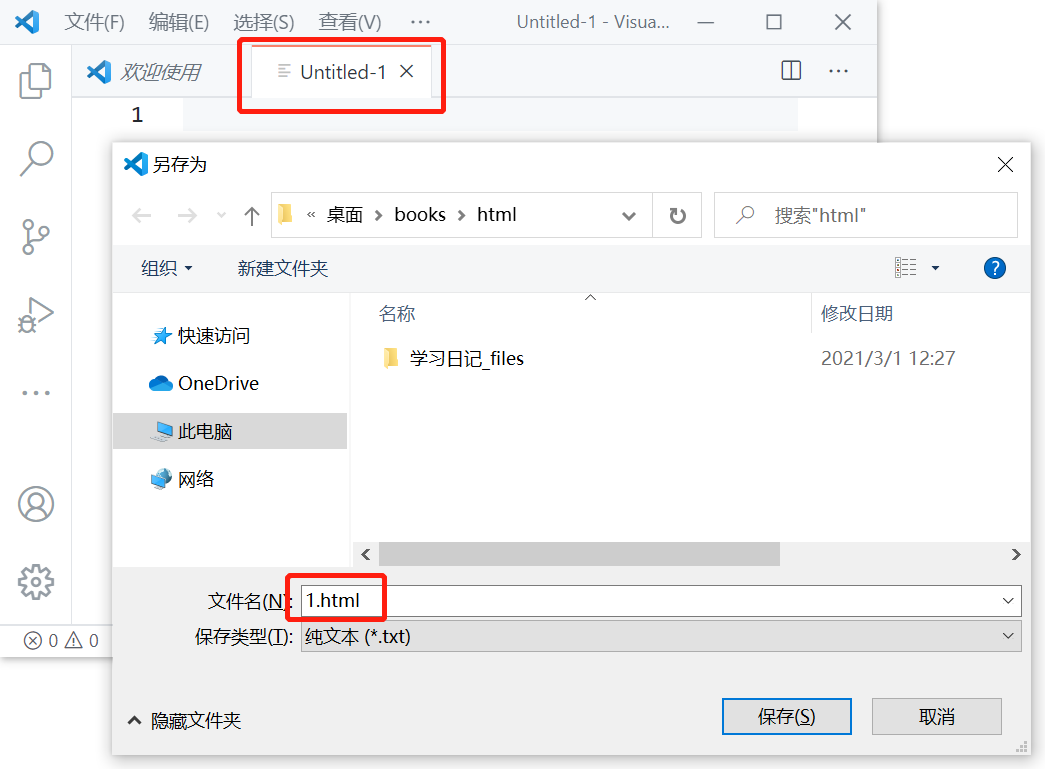 文件(F) 编辑(E) 选择(S) 查看(V) ··· Untitled-1 - Visua...
欢迎使用 Untitled-1
1
另存为
« 桌面 > books > html 搜索"html"
组织 新建文件夹
名称 修改日期
快速访问
学习日记_files 2021/3/1 12:27
OneDrive
此电脑
网络
文件名(N): 1.html
保存类型(T): 纯文本 (*.txt)
0 0
隐藏文件夹 保存(S) 取消